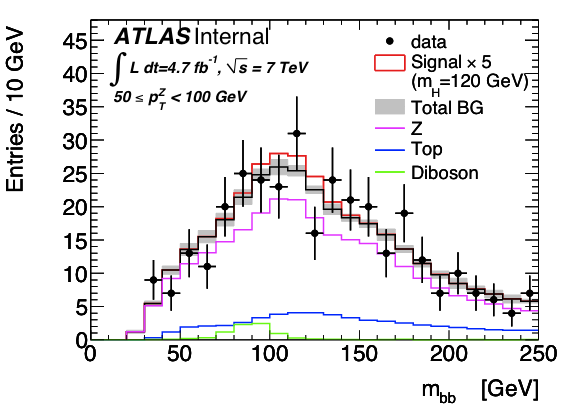 Entries / 10 GeV
45
40
35
30
25
20
15
10
5
0
ATLAS Internal
∫ L dt=4.7 fb⁻¹, √s = 7 TeV
50 ≤ p_T^Z < 100 GeV
data
Signal × 5
(m_H=120 GeV)
Total BG
Z
Top
Diboson
0 50 100 150 200 250
m_bb [GeV]